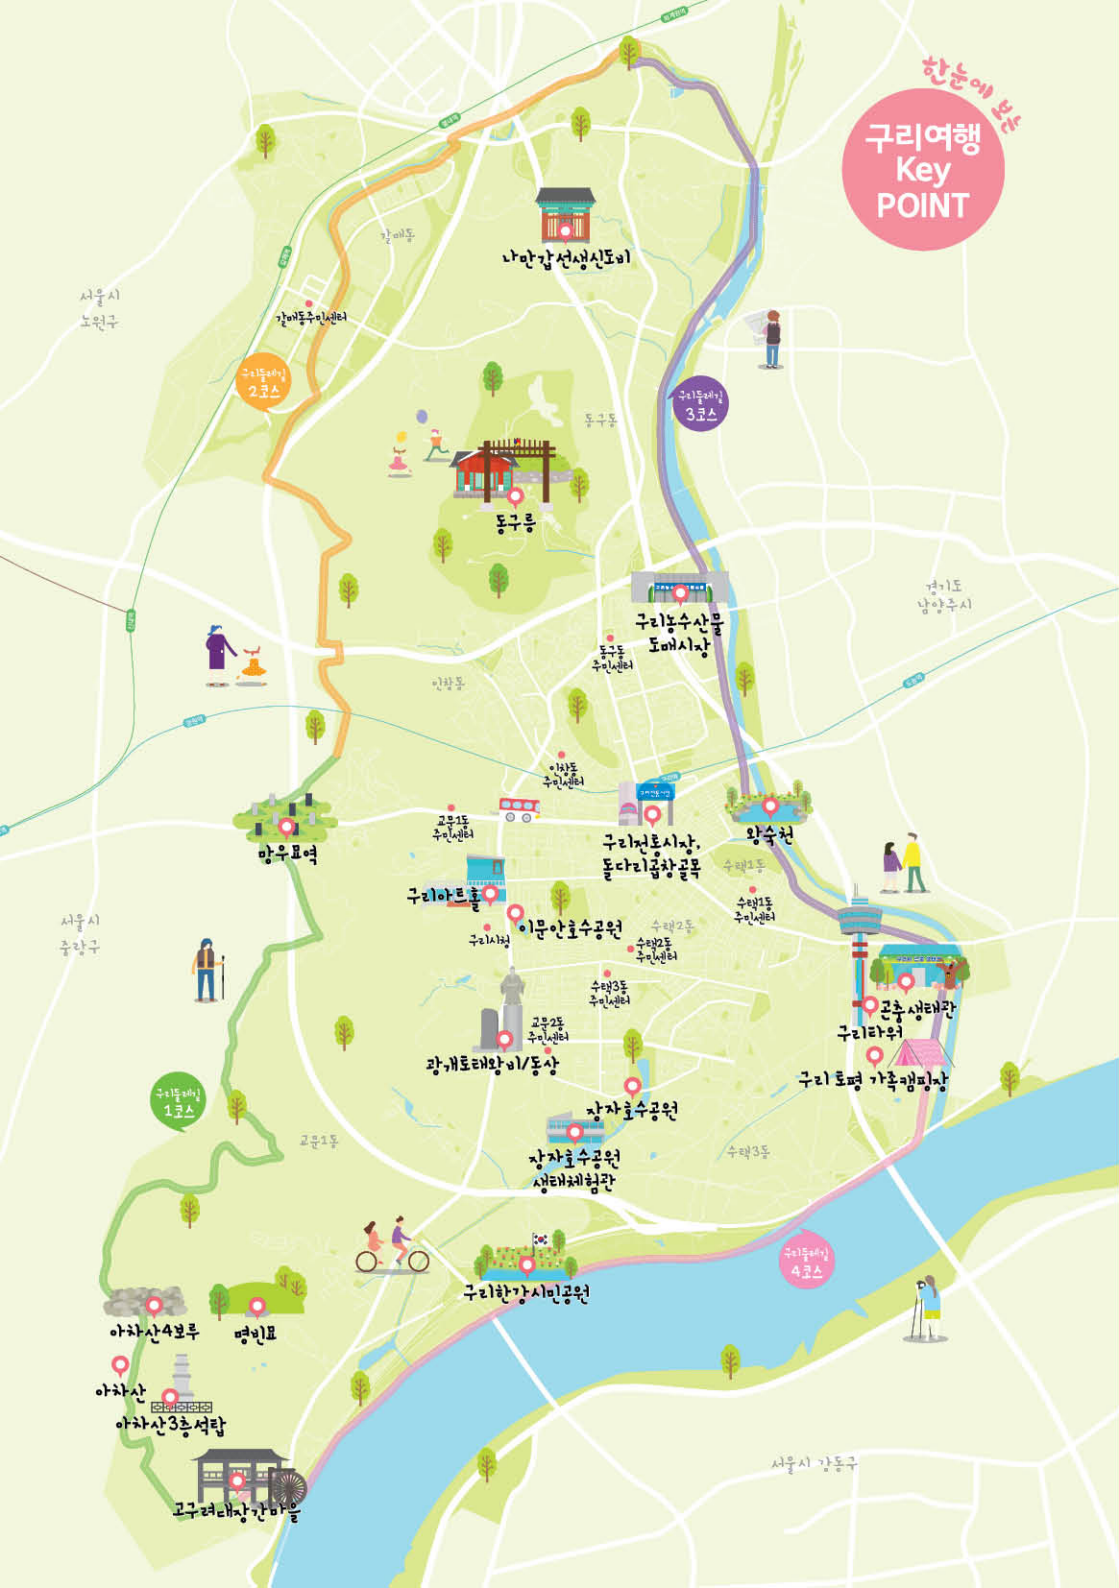 한눈에 보는
구리여행
Key
POINT
갈매동
나만갑선생신도비
서울시
노원구
갈매동주민센터
구리둘레길
2코스
구리둘레길
3코스
동구동
동구릉
경기도
남양주시
구리농수산물
도매시장
동구동
주민센터
인창동
인창동
주민센터
교문1동
주민센터
구리전통시장,
돌다리곱창골목
왕숙천
망우묘역
수택1동
구리아트홀
수택1동
주민센터
서울시
중랑구
이문안호수공원
수택2동
구리시청
수택2동
주민센터
수택3동
주민센터
곤충생태관
구리타워
교문2동
주민센터
광개토태왕비/동상
구리 토평 가족캠핑장
구리둘레길
1코스
장자호수공원
교문1동
장자호수공원
생태체험관
수택3동
구리둘레길
4코스
구리한강시민공원
아차산4보루
명빈묘
아차산
아차산3층석탑
서울시 강동구
고구려대장간마을